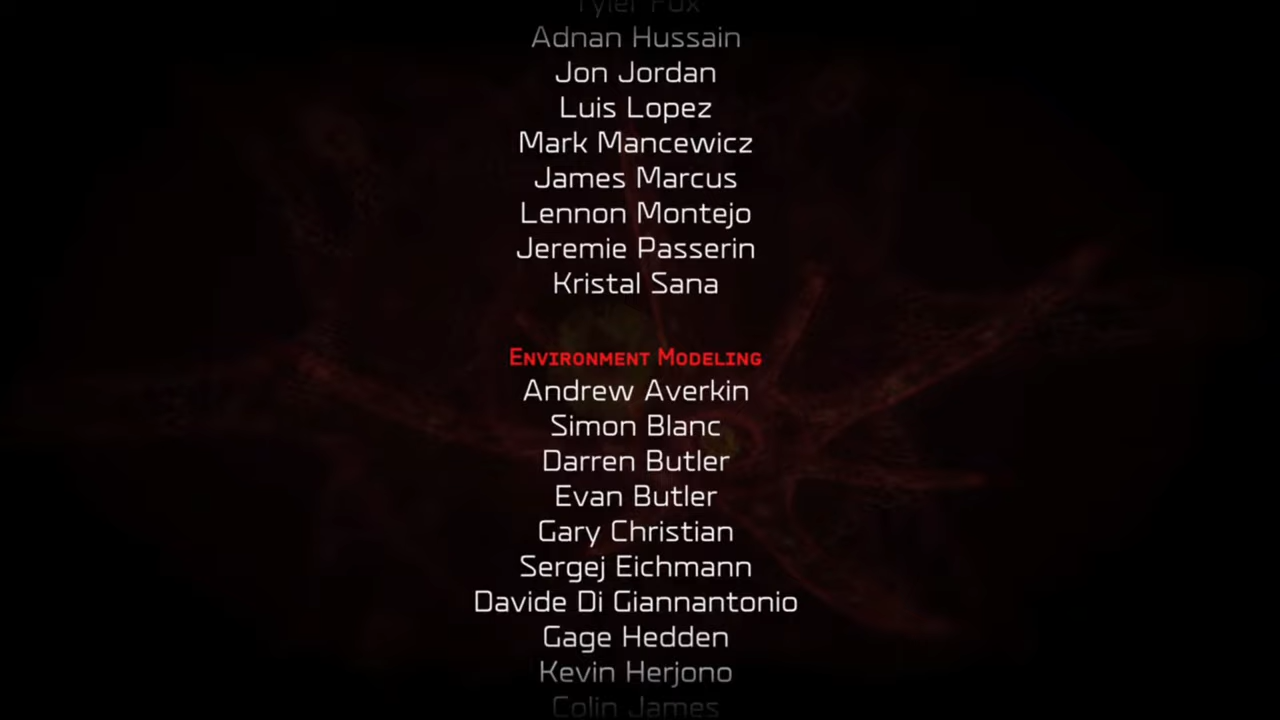 Tyler Fox
Adnan Hussain
Jon Jordan
Luis Lopez
Mark Mancewicz
James Marcus
Lennon Montejo
Jeremie Passerin
Kristal Sana
Environment Modeling
Andrew Averkin
Simon Blanc
Darren Butler
Evan Butler
Gary Christian
Sergej Eichmann
Davide Di Giannantonio
Gage Hedden
Kevin Herjono
Colin James